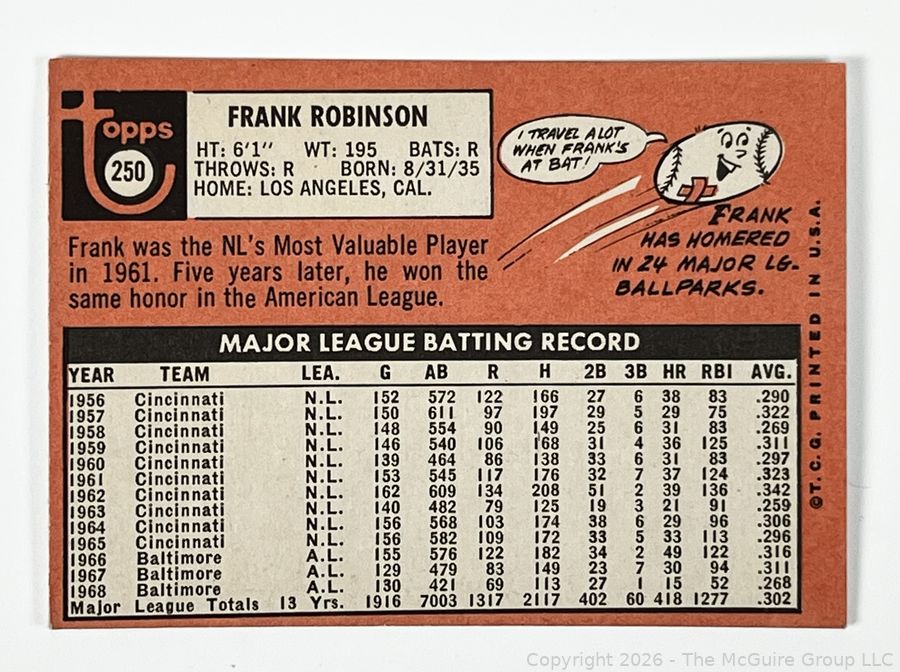 topps
250
FRANK ROBINSON
HT: 6'1" WT: 195 BATS: R
THROWS: R BORN: 8/31/35
HOME: LOS ANGELES, CAL.
Frank was the NL's Most Valuable Player
in 1961. Five years later, he won the
same honor in the American League.
I TRAVEL A LOT
WHEN FRANK'S
AT BAT!
FRANK
HAS HOMERED
IN 24 MAJOR LG.
BALLPARKS.
MAJOR LEAGUE BATTING RECORD
YEAR TEAM LEA. G AB R H 2B 3B HR RBI AVG.
1956 Cincinnati N.L. 152 572 122 166 27 6 38 83 .290
1957 Cincinnati N.L. 150 611 97 197 29 5 29 75 .322
1958 Cincinnati N.L. 148 554 90 149 25 6 31 83 .269
1959 Cincinnati N.L. 146 540 106 168 31 4 36 125 .311
1960 Cincinnati N.L. 139 464 86 138 33 6 31 83 .297
1961 Cincinnati N.L. 153 545 117 176 32 7 37 124 .323
1962 Cincinnati N.L. 162 609 134 208 51 2 39 136 .342
1963 Cincinnati N.L. 140 482 79 125 19 3 21 91 .259
1964 Cincinnati N.L. 156 568 103 174 38 6 29 96 .306
1965 Cincinnati N.L. 156 582 109 172 33 5 33 113 .296
1966 Baltimore A.L. 155 576 122 182 34 2 49 122 .316
1967 Baltimore A.L. 129 479 83 149 23 7 30 94 .311
1968 Baltimore A.L. 130 421 69 113 27 1 15 52 .268
Major League Totals 13 Yrs. 1916 7003 1317 2117 402 60 418 1277 .302
©T.C.G. PRINTED IN U.S.A.
Copyright 2026 - The McGuire Group LLC